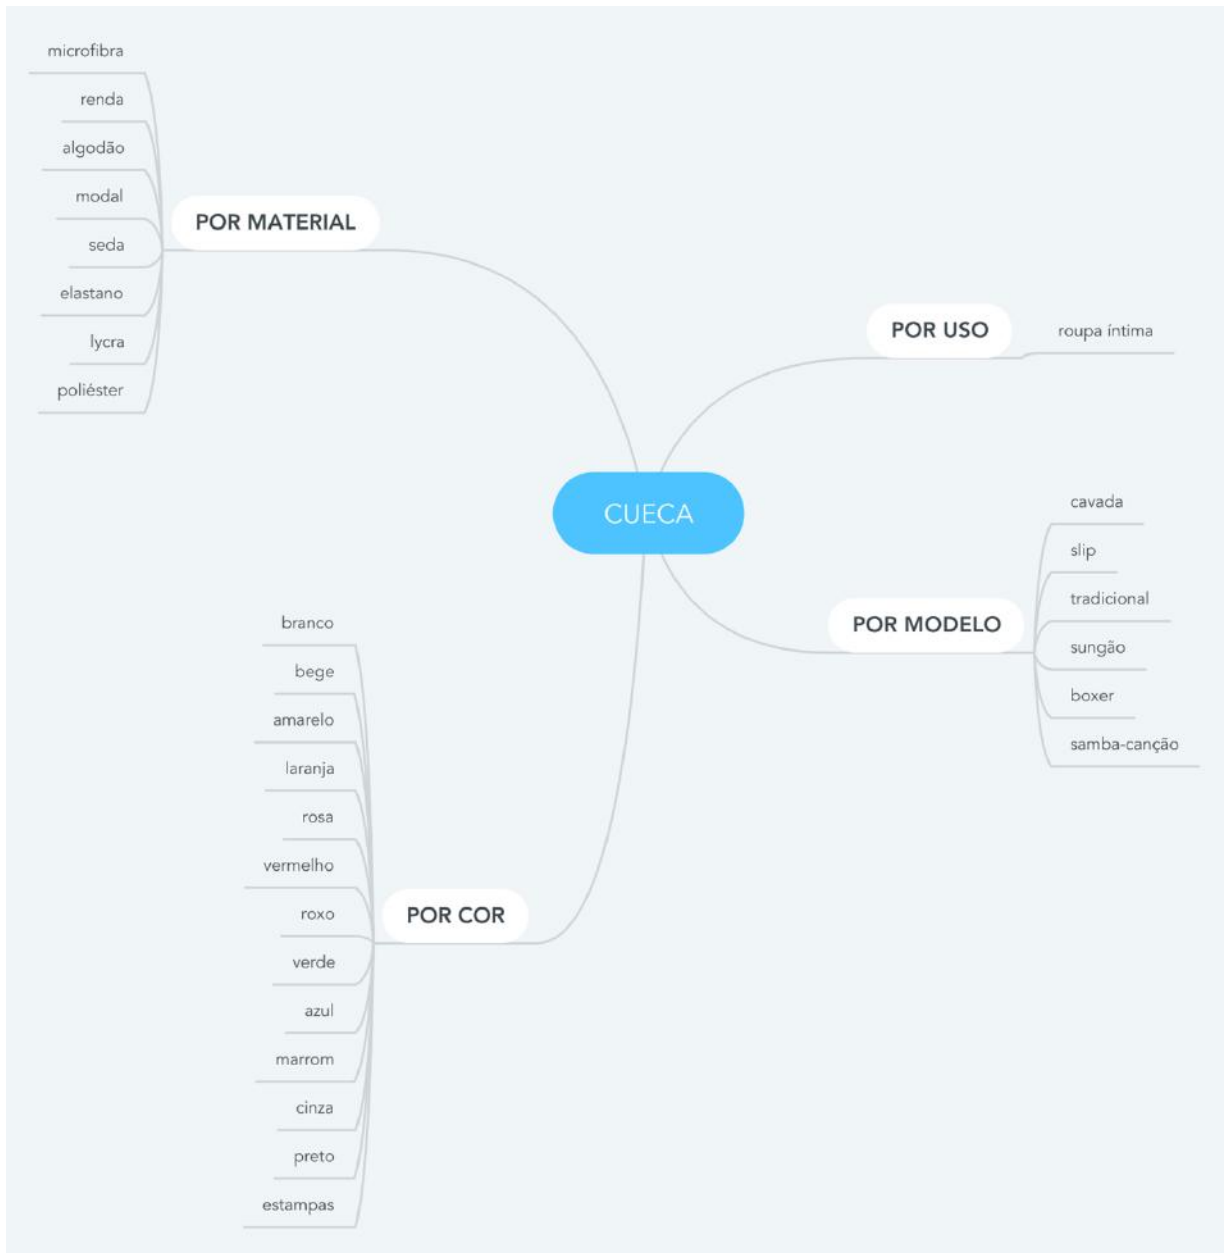 microfibra
renda
algodão
modal
seda
elastano
lycra
poliéster
POR MATERIAL
POR USO
roupa íntima
CUECA
cavada
slip
tradicional
sungão
boxer
samba-canção
POR MODELO
branco
bege
amarelo
laranja
rosa
vermelho
roxo
verde
azul
marrom
cinza
preto
estampas
POR COR